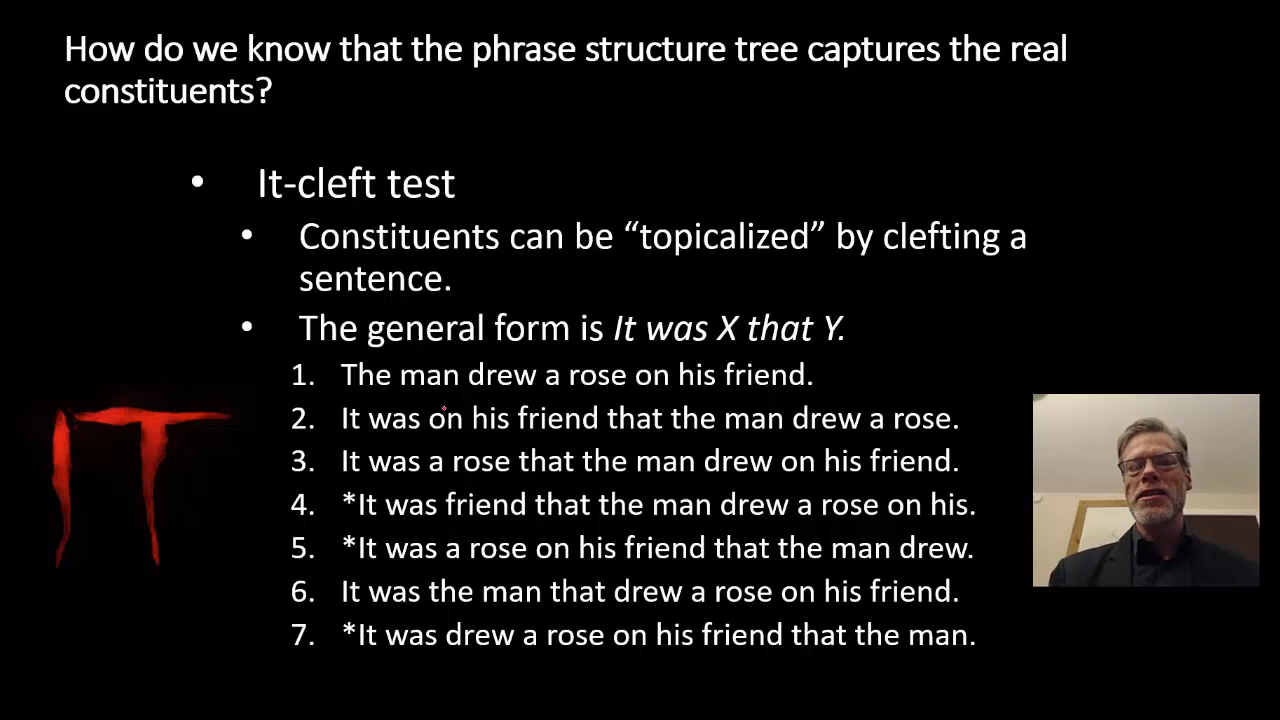 How do we know that the phrase structure tree captures the real
constituents?
• It-cleft test
• Constituents can be “topicalized” by clefting a
sentence.
• The general form is It was X that Y.
1. The man drew a rose on his friend.
2. It was on his friend that the man drew a rose.
3. It was a rose that the man drew on his friend.
4. *It was friend that the man drew a rose on his.
5. *It was a rose on his friend that the man drew.
6. It was the man that drew a rose on his friend.
7. *It was drew a rose on his friend that the man.
IT